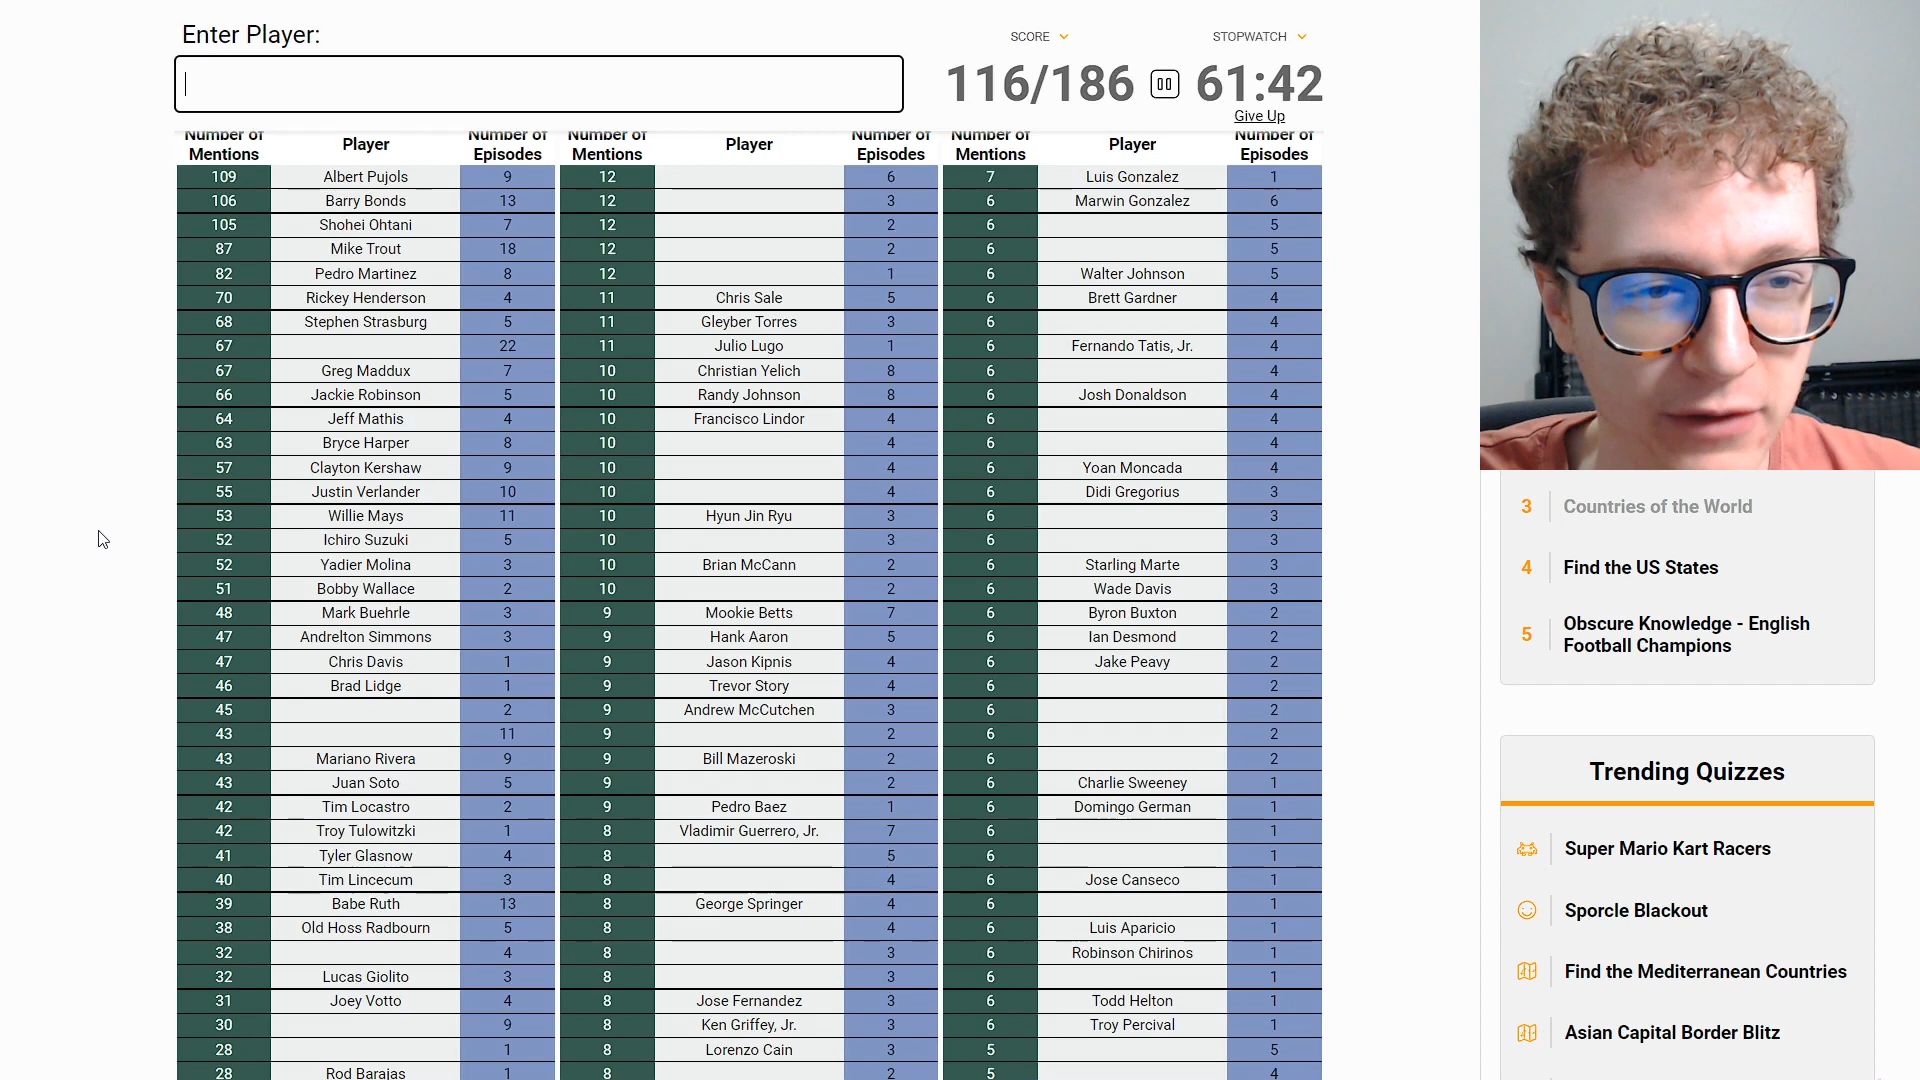 Enter Player:
SCORE
STOPWATCH
116/186
61:42
Give Up
Number of Mentions Player Number of Episodes Number of Mentions Player Number of Episodes Number of Mentions Player Number of Episodes
109 Albert Pujols 9 12 6 7 Luis Gonzalez 1
106 Barry Bonds 13 12 3 6 Marwin Gonzalez 6
105 Shohei Ohtani 7 12 2 6 5
87 Mike Trout 18 12 2 6 5
82 Pedro Martinez 8 12 1 6 Walter Johnson 5
70 Rickey Henderson 4 11 Chris Sale 5 6 Brett Gardner 4
68 Stephen Strasburg 5 11 Gleyber Torres 3 6 4
67 22 11 Julio Lugo 1 6 Fernando Tatis, Jr. 4
67 Greg Maddux 7 10 Christian Yelich 8 6 4
66 Jackie Robinson 5 10 Randy Johnson 8 6 Josh Donaldson 4
64 Jeff Mathis 4 10 Francisco Lindor 4 6 4
63 Bryce Harper 8 10 4 6 4
57 Clayton Kershaw 9 10 4 6 Yoan Moncada 4
55 Justin Verlander 10 10 4 6 Didi Gregorius 3
53 Willie Mays 11 10 Hyun Jin Ryu 3 6 3
52 Ichiro Suzuki 5 10 3 6 3
52 Yadier Molina 3 10 Brian McCann 2 6 Starling Marte 3
51 Bobby Wallace 2 10 2 6 Wade Davis 3
48 Mark Buehrle 3 9 Mookie Betts 7 6 Byron Buxton 2
47 Andrelton Simmons 3 9 Hank Aaron 5 6 Ian Desmond 2
47 Chris Davis 1 9 Jason Kipnis 4 6 Jake Peavy 2
46 Brad Lidge 1 9 Trevor Story 4 6 2
45 2 9 Andrew McCutchen 3 6 2
43 11 9 2 6 2
43 Mariano Rivera 9 9 Bill Mazeroski 2 6 2
43 Juan Soto 5 9 2 6 Charlie Sweeney 1
42 Tim Locastro 2 9 Pedro Baez 1 6 Domingo German 1
42 Troy Tulowitzki 1 8 Vladimir Guerrero, Jr. 7 6 1
41 Tyler Glasnow 4 8 5 6 1
40 Tim Lincecum 3 8 4 6 Jose Canseco 1
39 Babe Ruth 13 8 George Springer 4 6 1
38 Old Hoss Radbourn 5 8 4 6 Luis Aparicio 1
32 4 8 3 6 Robinson Chirinos 1
32 Lucas Giolito 3 8 3 6 1
31 Joey Votto 4 8 Jose Fernandez 3 6 Todd Helton 1
30 9 8 Ken Griffey, Jr. 3 6 Troy Percival 1
28 1 8 Lorenzo Cain 3 5 5
28 Rod Barajas 1 8 2 5 4
3 Countries of the World
4 Find the US States
5 Obscure Knowledge - English
Football Champions
Trending Quizzes
Super Mario Kart Racers
Sporcle Blackout
Find the Mediterranean Countries
Asian Capital Border Blitz